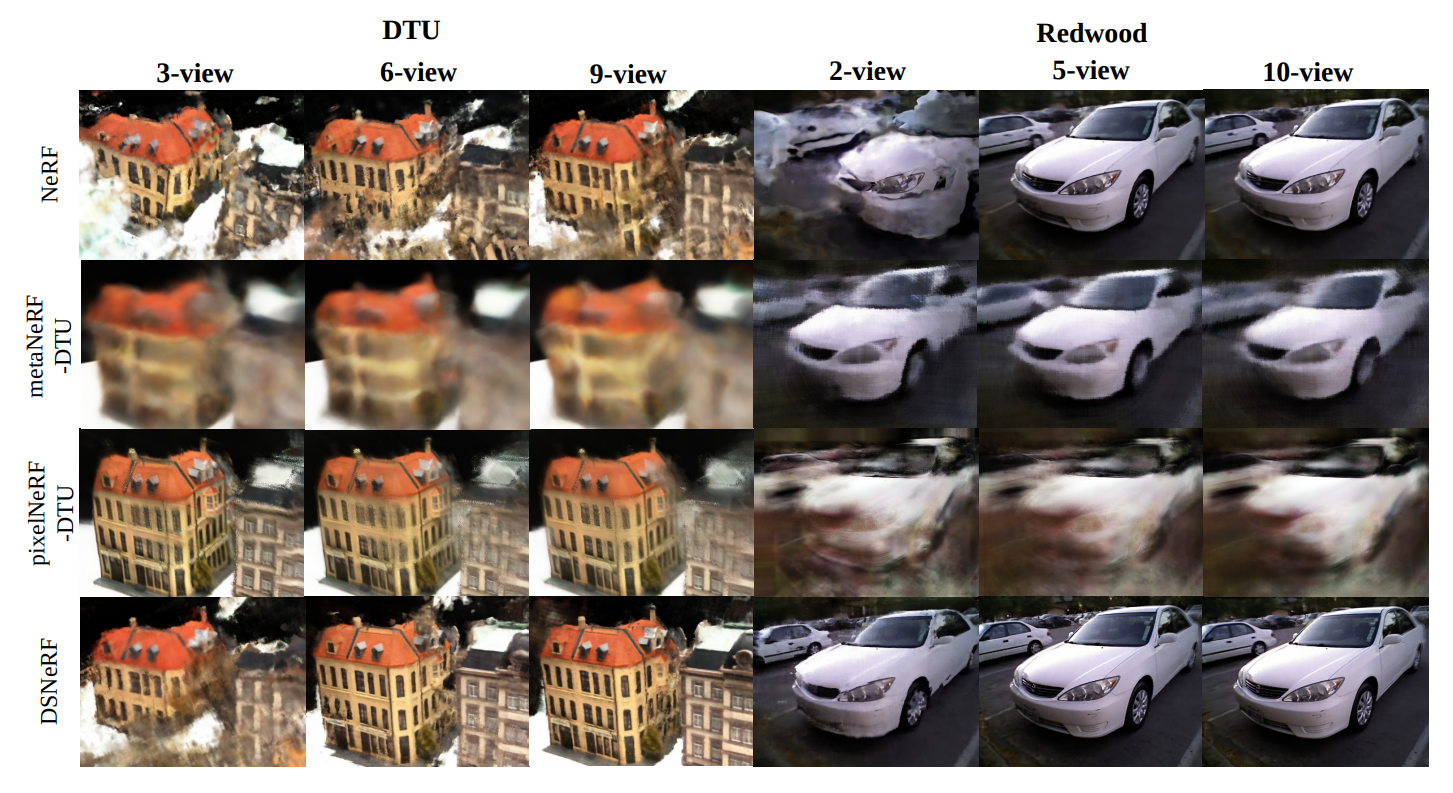 DTU
Redwood
3-view
6-view
9-view
2-view
5-view
10-view
NeRF
metaNeRF
-DTU
pixelNeRF
-DTU
DSNeRF